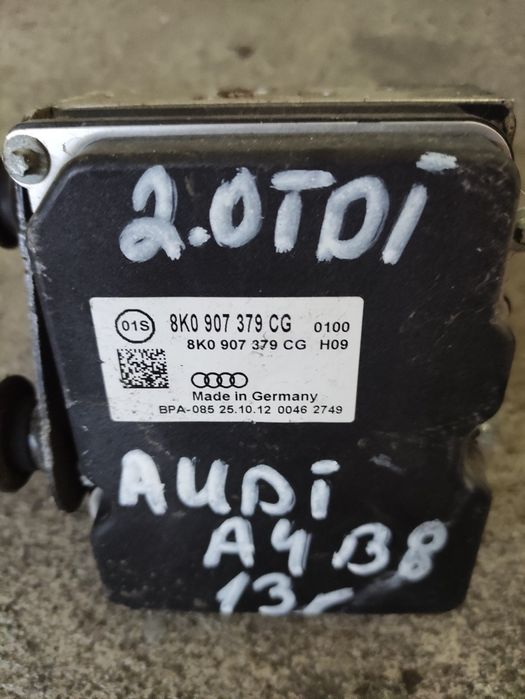 2.0TDi
01S
8K0 907 379 CG 0100
8K0 907 379 CG H09
Made in Germany
BPA-085 25.10.12 0046 2749
AUDi
A4 B8
13r